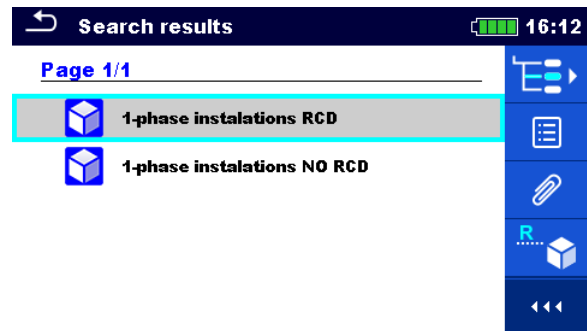 Search results
16:12
Page 1/1
1-phase instalations RCD
1-phase instalations NO RCD
R...